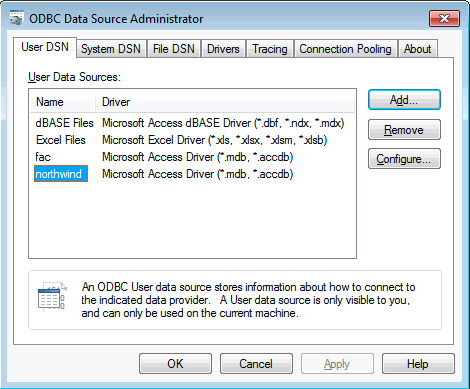 ODBC Data Source Administrator
User DSN System DSN File DSN Drivers Tracing Connection Pooling About
User Data Sources:
Name Driver
dBASE Files Microsoft Access dBASE Driver (*.dbf, *.ndx, *.mdx)
Excel Files Microsoft Excel Driver (*.xls, *.xlsx, *.xlsm, *.xlsb)
fac Microsoft Access Driver (*.mdb, *.accdb)
northwind Microsoft Access Driver (*.mdb, *.accdb)
Add...
Remove
Configure...
An ODBC User data source stores information about how to connect to
the indicated data provider. A User data source is only visible to you,
and can only be used on the current machine.
OK Cancel Apply Help